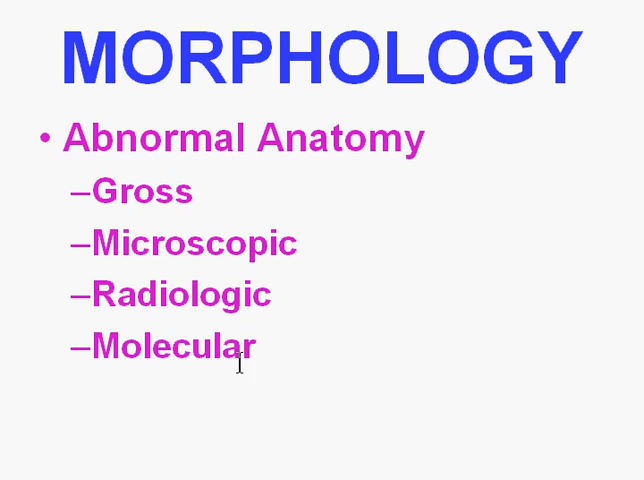 MORPHOLOGY
• Abnormal Anatomy
–Gross
–Microscopic
–Radiologic
–Molecular